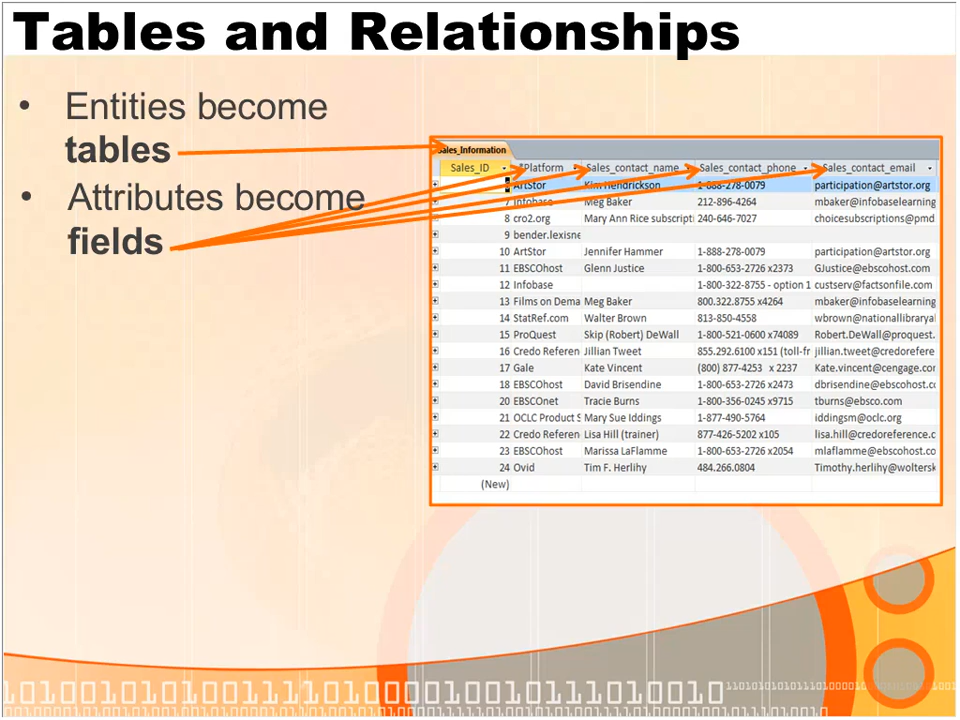 Tables and Relationships
• Entities become
tables
• Attributes become
fields
Sales_Information
Sales_ID *Platform Sales_contact_name Sales_contact_phone Sales_contact_email
ArtStor Kim Hendrickson 1-888-278-0079 participation@artstor.org
7 Infobase Meg Baker 212-896-4264 mbaker@infobaselearning
8 cro2.org Mary Ann Rice subscripti 240-646-7027 choicesubscriptions@pmd
9 bender.lexisne
10 ArtStor Jennifer Hammer 1-888-278-0079 participation@artstor.org
11 EBSCOhost Glenn Justice 1-800-653-2726 x2373 GJustice@ebscohost.com
12 Infobase 1-800-322-8755 - option 1 custserv@factsonfile.com
13 Films on Dema Meg Baker 800.322.8755 x4264 mbaker@infobaselearning
14 StatRef.com Walter Brown 813-850-4558 wbrown@nationallibraryal
15 ProQuest Skip (Robert) DeWall 1-800-521-0600 x74089 Robert.DeWall@proquest.
16 Credo Referen Jillian Tweet 855.292.6100 x151 (toll-fr jillian.tweet@credorefere
17 Gale Kate Vincent (800) 877-4253 x 2237 Kate.vincent@cengage.cor
18 EBSCOhost David Brisendine 1-800-653-2726 x2473 dbrisendine@ebscohost.cc
20 EBSCOnet Tracie Burns 1-800-356-0245 x9715 tburns@ebsco.com
21 OCLC Product S Mary Sue Iddings 1-877-490-5764 iddingsm@oclc.org
22 Credo Referen Lisa Hill (trainer) 877-426-5202 x105 lisa.hill@credoreference.c
23 EBSCOhost Marissa LaFlamme 1-800-653-2726 x2054 mlaflamme@ebscohost.co
24 Ovid Tim F. Herlihy 484.266.0804 Timothy.herlihy@woltersk
(New)